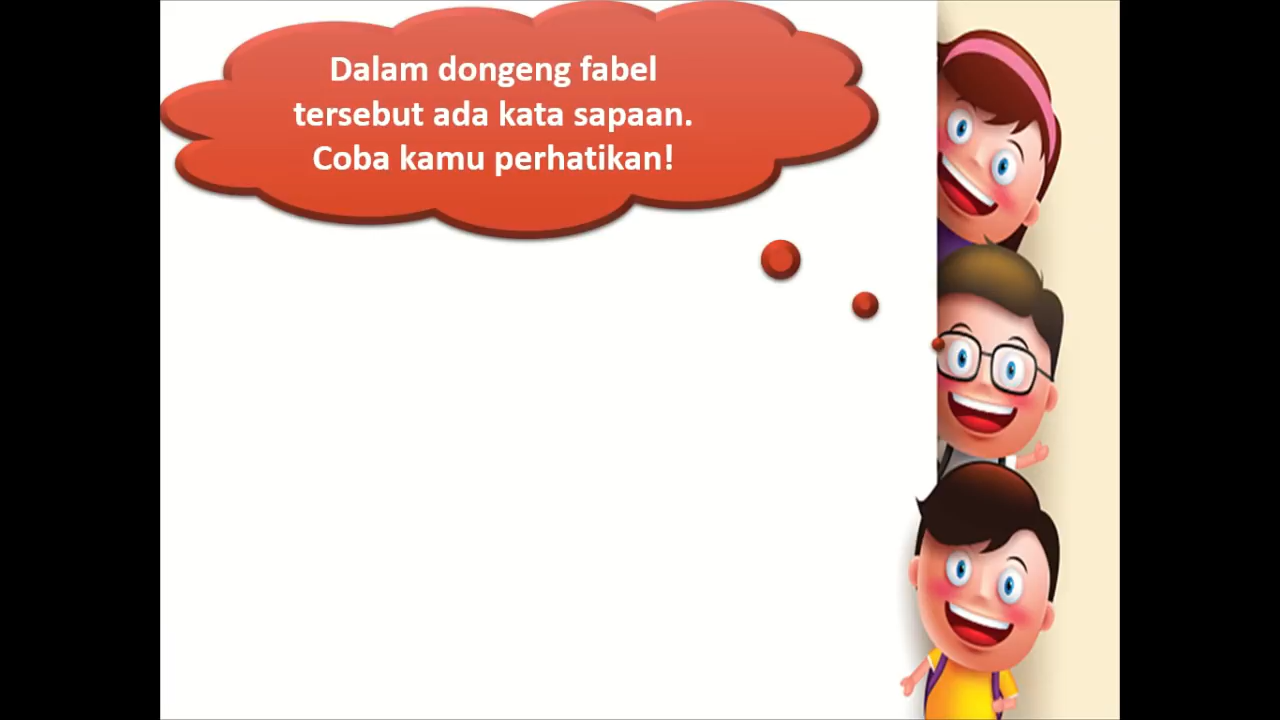 Dalam dongeng fabel
tersebut ada kata sapaan.
Coba kamu perhatikan!